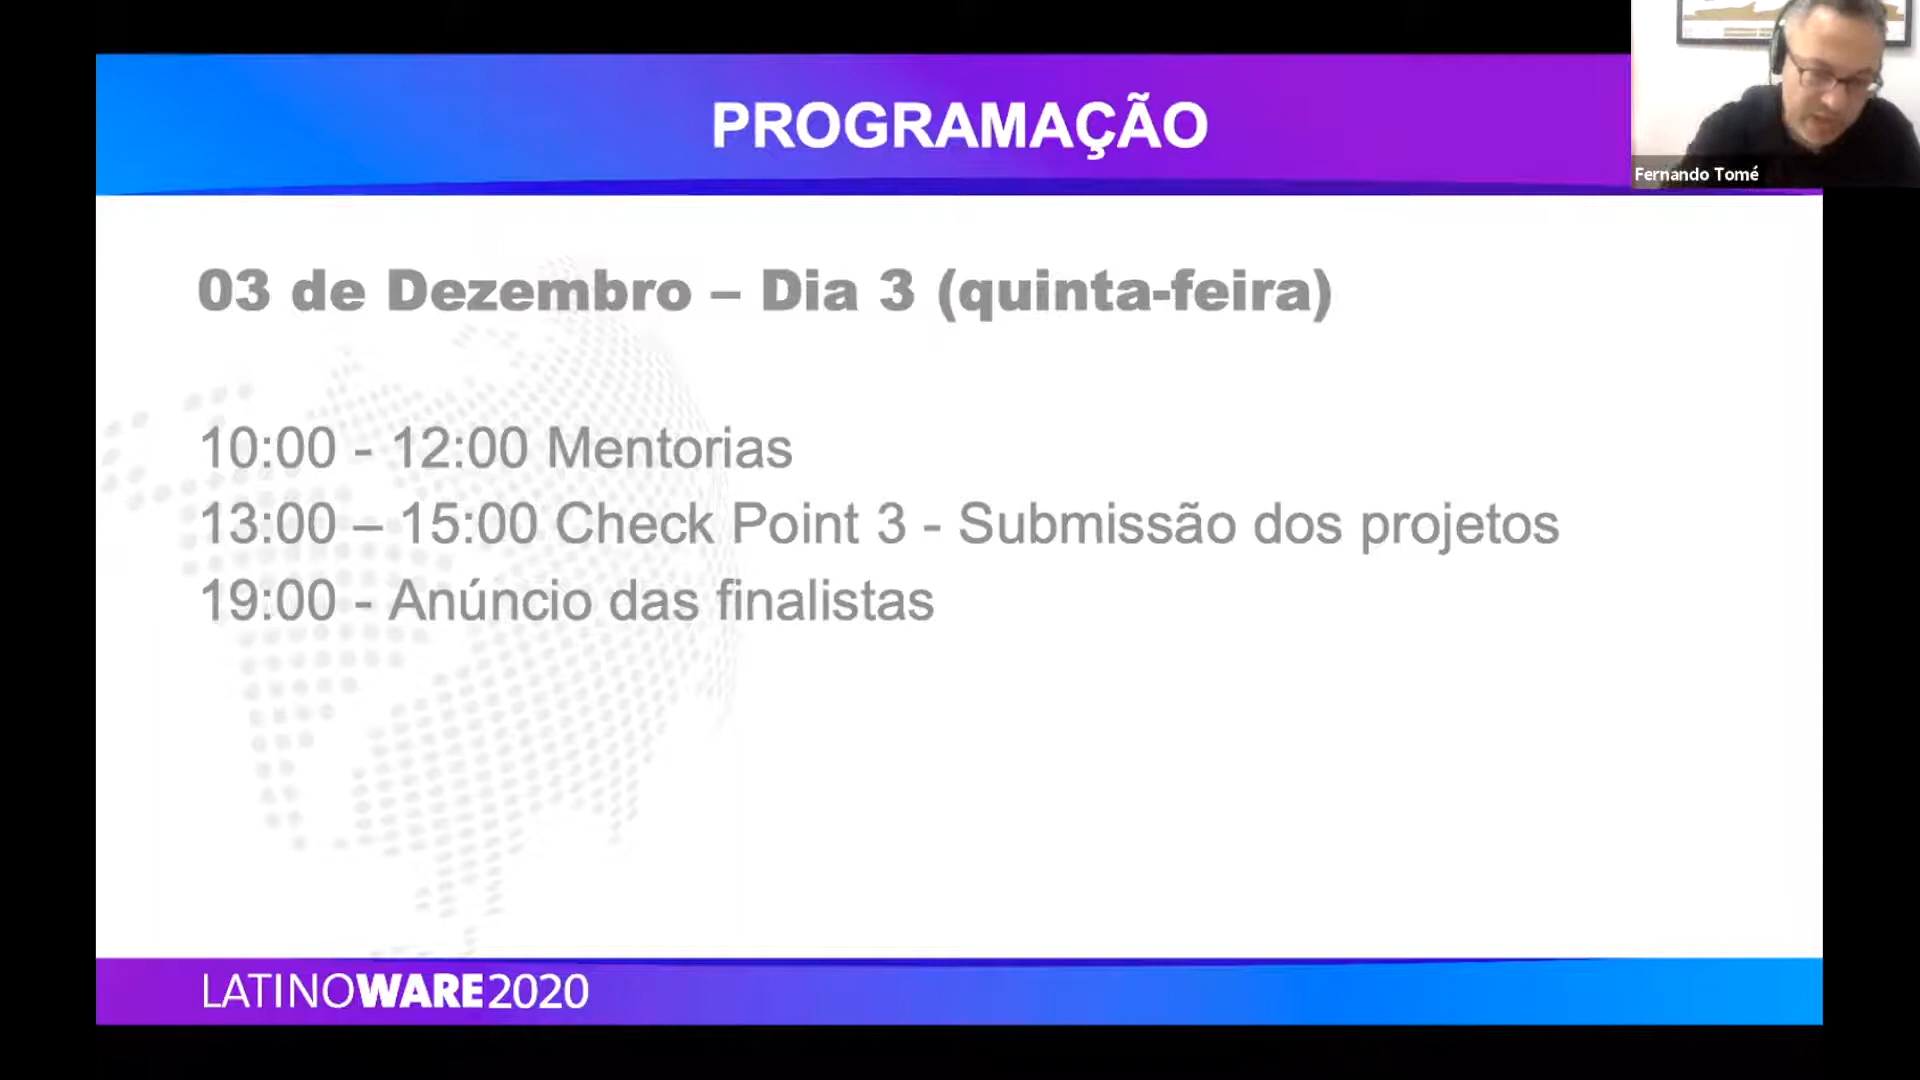 PROGRAMAÇÃO
Fernando Tomé
03 de Dezembro – Dia 3 (quinta-feira)
10:00 - 12:00 Mentorias
13:00 – 15:00 Check Point 3 - Submissão dos projetos
19:00 - Anúncio das finalistas
LATINOWARE2020